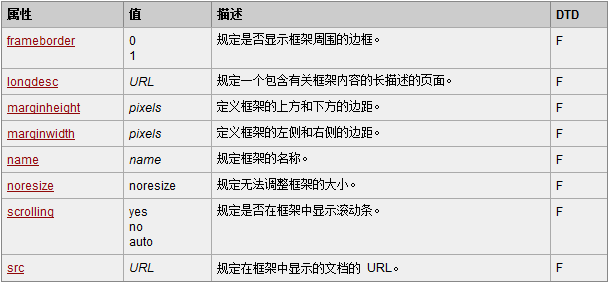 属性 值 描述 DTD
frameborder 0 规定是否显示框架周围的边框。 F
1
longdesc URL 规定一个包含有关框架内容的长描述的页面。 F
marginheight pixels 定义框架的上方和下方的边距。 F
marginwidth pixels 定义框架的左侧和右侧的边距。 F
name name 规定框架的名称。 F
noresize noresize 规定无法调整框架的大小。 F
scrolling yes 规定是否在框架中显示滚动条。 F
no
auto
src URL 规定在框架中显示的文档的 URL。 F